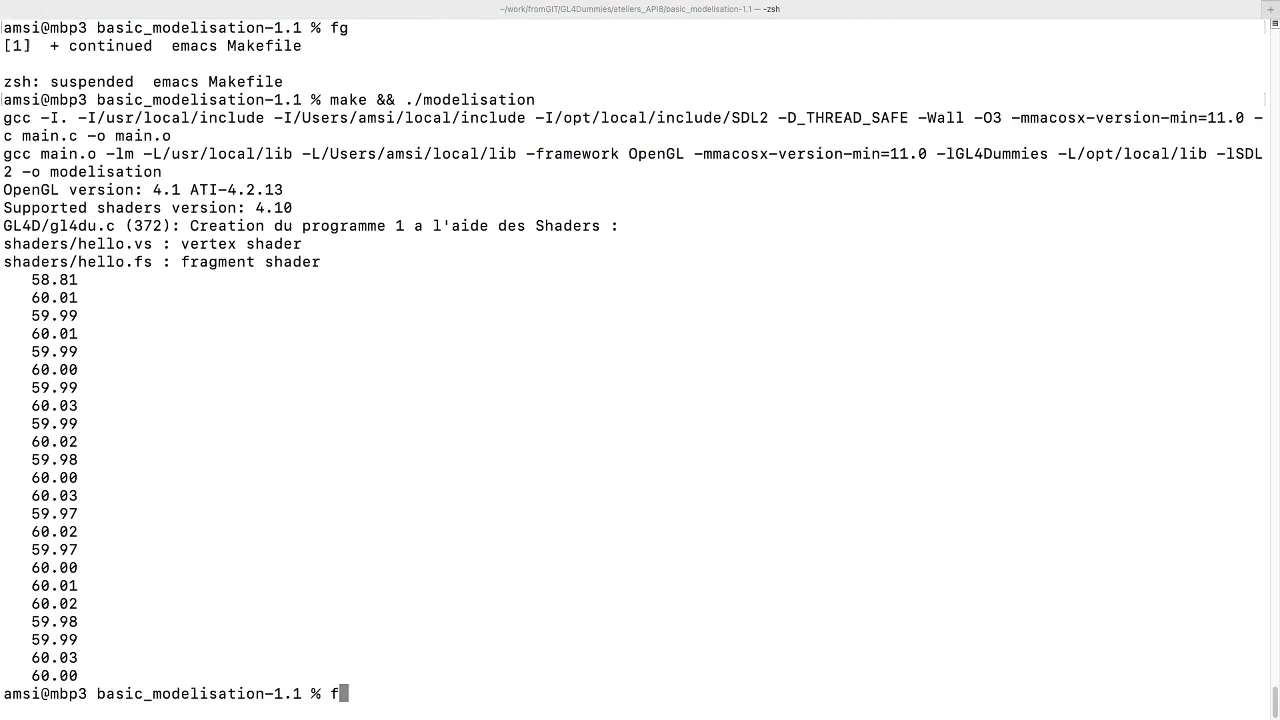 ~/work/fromGIT/GL4Dummies/ateliers_API8/basic_modelisation-1.1 — -zsh
amsi@mbp3 basic_modelisation-1.1 % fg
[1]  + continued  emacs Makefile
zsh: suspended  emacs Makefile
amsi@mbp3 basic_modelisation-1.1 % make && ./modelisation
gcc -I. -I/usr/local/include -I/Users/amsi/local/include -I/opt/local/include/SDL2 -D_THREAD_SAFE -Wall -O3 -mmacosx-version-min=11.0 -
c main.c -o main.o
gcc main.o -lm -L/usr/local/lib -L/Users/amsi/local/lib -framework OpenGL -mmacosx-version-min=11.0 -lGL4Dummies -L/opt/local/lib -lSDL
2 -o modelisation
OpenGL version: 4.1 ATI-4.2.13
Supported shaders version: 4.10
GL4D/gl4du.c (372): Creation du programme 1 a l'aide des Shaders :
shaders/hello.vs : vertex shader
shaders/hello.fs : fragment shader
58.81
60.01
59.99
60.01
59.99
60.00
59.99
60.03
59.99
60.02
59.98
60.00
60.03
59.97
60.02
59.97
60.00
60.01
60.02
59.98
59.99
60.03
60.00
amsi@mbp3 basic_modelisation-1.1 % f